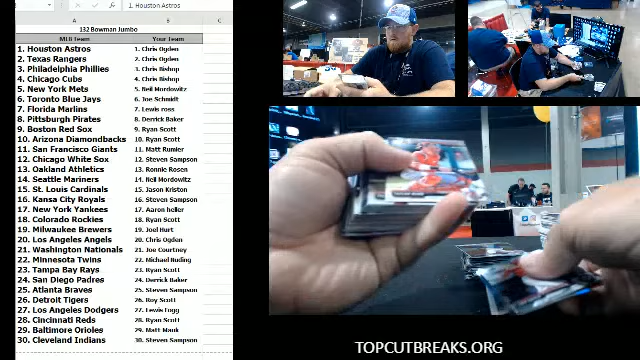 1. Houston Astros
A B C
132 Bowman Jumbo
MLB Team Your Team
1. Houston Astros 1. Chris Ogden
2. Texas Rangers 2. Chris Ogden
3. Philadelphia Phillies 3. Chris Bishop
4. Chicago Cubs 4. Chris Bishop
5. New York Mets 5. Neil Mordowitz
6. Toronto Blue Jays 6. Joe Schmidt
7. Florida Marlins 7. Lewis ross
8. Pittsburgh Pirates 8. Derrick Baker
9. Boston Red Sox 9. Ryan Scott
10. Arizona Diamondbacks 10. Ryan Scott
11. San Francisco Giants 11. Matt Rumler
12. Chicago White Sox 12. Steven Sampson
13. Oakland Athletics 13. Ronnie Rosen
14. Seattle Mariners 14. Neil Mordowitz
15. St. Louis Cardinals 15. Jason Kriston
16. Kansa City Royals 16. Steven Sampson
17. New York Yankees 17. Aaron heller
18. Colorado Rockies 18. Ryan Scott
19. Milwaukee Brewers 19. Joel Hurt
20. Los Angeles Angels 20. Chris Ogden
21. Washington Nationals 21. Joe Courtney
22. Minnesota Twins 22. Michael Ruding
23. Tampa Bay Rays 23. Ryan Scott
24. San Diego Padres 24. Derrick Baker
25. Atlanta Braves 25. Steven Sampson
26. Detroit Tigers 26. Roy Scott
27. Los Angeles Dodgers 27. Lewis Fogg
28. Cincinnati Reds 28. Ryan Scott
29. Baltimore Orioles 29. Matt Mauk
30. Cleveland Indians 30. Steven Sampson
TOPCUTBREAKS.ORG